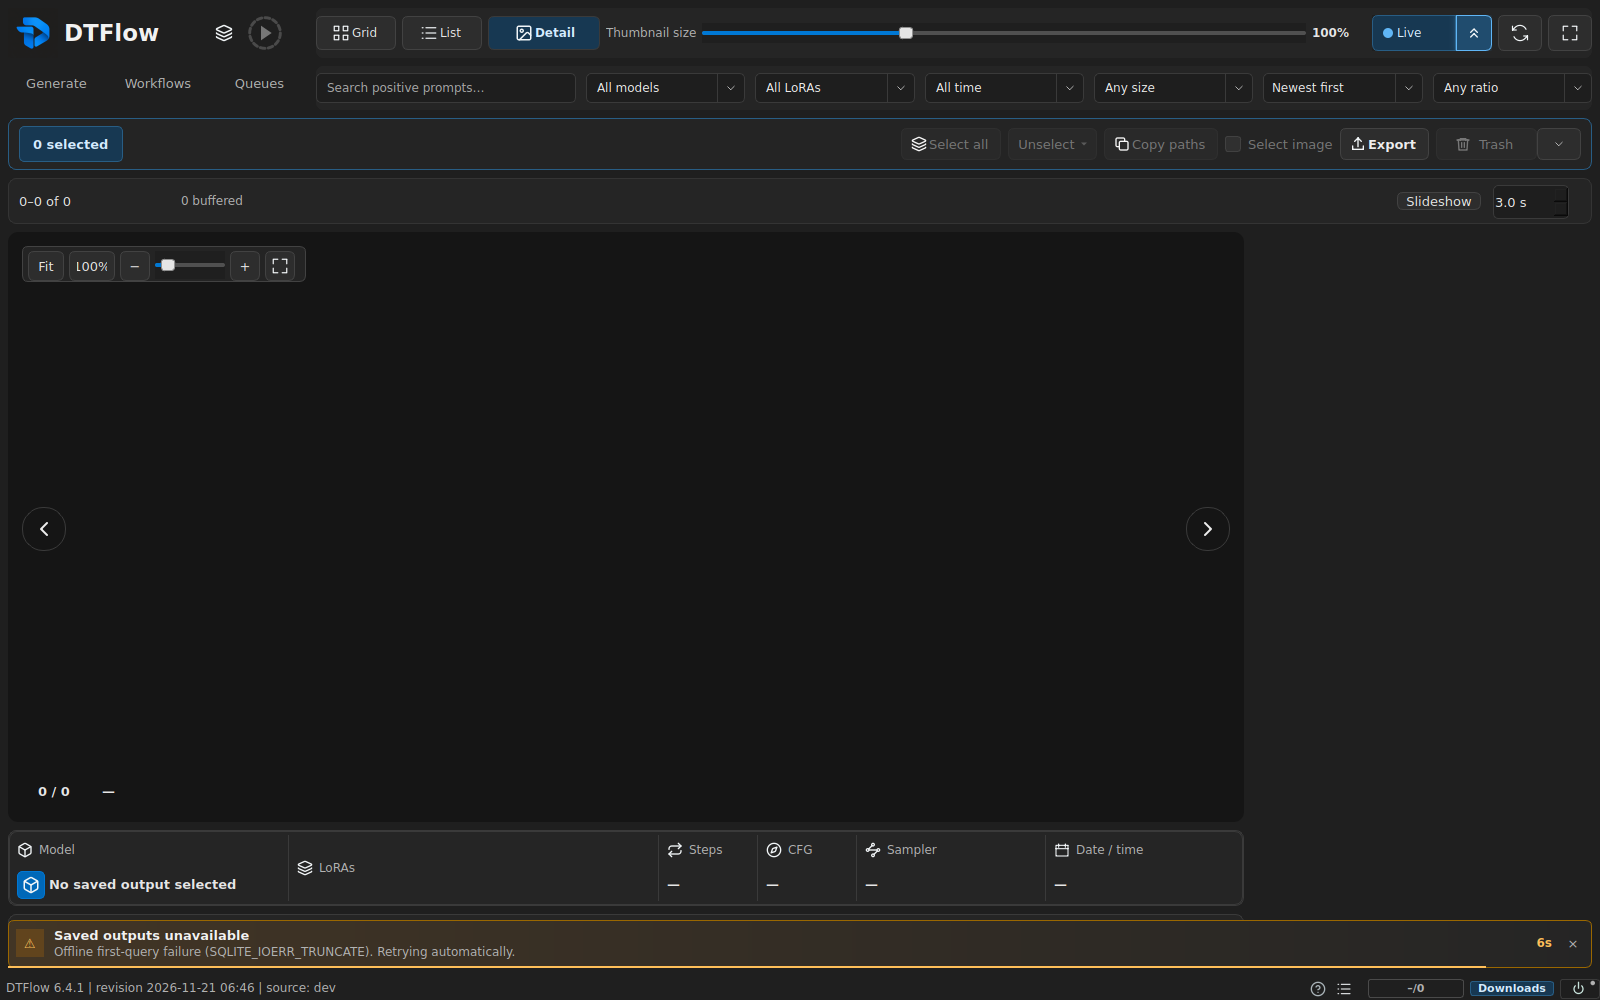 DTFlow
Grid
List
Detail
Thumbnail size
100%
Live
Generate
Workflows
Queues
Search positive prompts...
All models
All LoRAs
All time
Any size
Newest first
Any ratio
0 selected
Select all
Unselect
Copy paths
Select image
Export
Trash
0–0 of 0
0 buffered
Slideshow
3.0 s
Fit
100%
−
+
0 / 0
—
Model
LoRAs
Steps
CFG
Sampler
Date / time
No saved output selected
—
—
—
—
Saved outputs unavailable
Offline first-query failure (SQLITE_IOERR_TRUNCATE). Retrying automatically.
6s
×
DTFlow 6.4.1 | revision 2026-11-21 06:46 | source: dev
–/0
Downloads